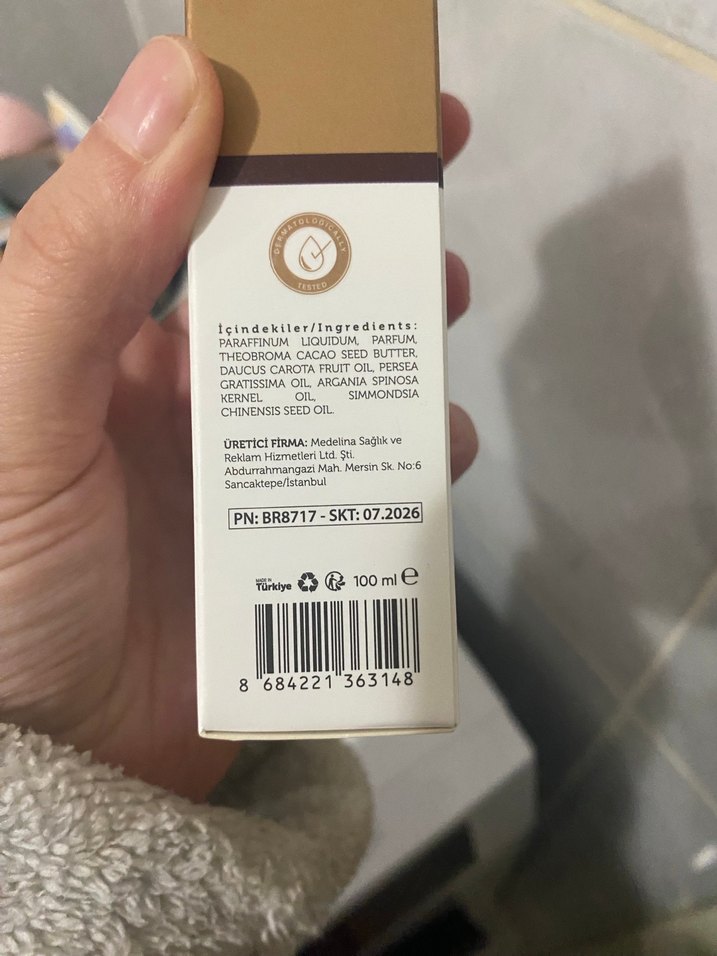 DERMATOLOGICALLY
TESTED
İçindekiler/Ingredients:
PARAFFINUM LIQUIDUM, PARFUM,
THEOBROMA CACAO SEED BUTTER,
DAUCUS CAROTA FRUIT OIL, PERSEA
GRATISSIMA OIL, ARGANIA SPINOSA
KERNEL OIL, SIMMONDSIA
CHINENSIS SEED OIL.
ÜRETİCİ FİRMA: Medelina Sağlık ve
Reklam Hizmetleri Ltd. Şti.
Abdurrahmangazi Mah. Mersin Sk. No:6
Sancaktepe/İstanbul
PN: BR8717 - SKT: 07.2026
MADE IN
Türkiye
100 ml ℮
8 684221 363148